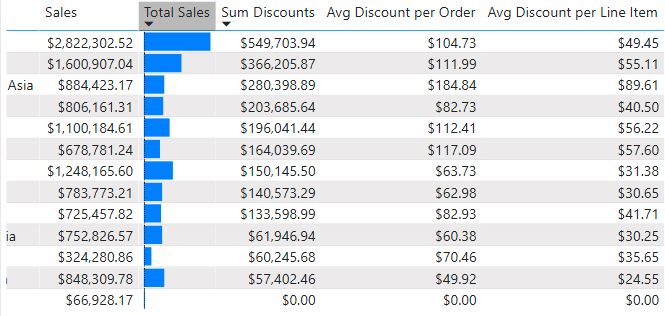 Sales Total Sales Sum Discounts Avg Discount per Order Avg Discount per Line Item
$2,822,302.52 $549,703.94 $104.73 $49.45
$1,600,907.04 $366,205.87 $111.99 $55.11
Asia $884,423.17 $280,398.89 $184.84 $89.61
$806,161.31 $203,685.64 $82.73 $40.50
$1,100,184.61 $196,041.44 $112.41 $56.22
$678,781.24 $164,039.69 $117.09 $57.60
$1,248,165.60 $150,145.50 $63.73 $31.38
$783,773.21 $140,573.29 $62.98 $30.65
$725,457.82 $133,598.99 $82.93 $41.71
ia $752,826.57 $61,946.94 $60.38 $30.25
$324,280.86 $60,245.68 $70.46 $35.65
$848,309.78 $57,402.46 $49.92 $24.55
$66,928.17 $0.00 $0.00 $0.00